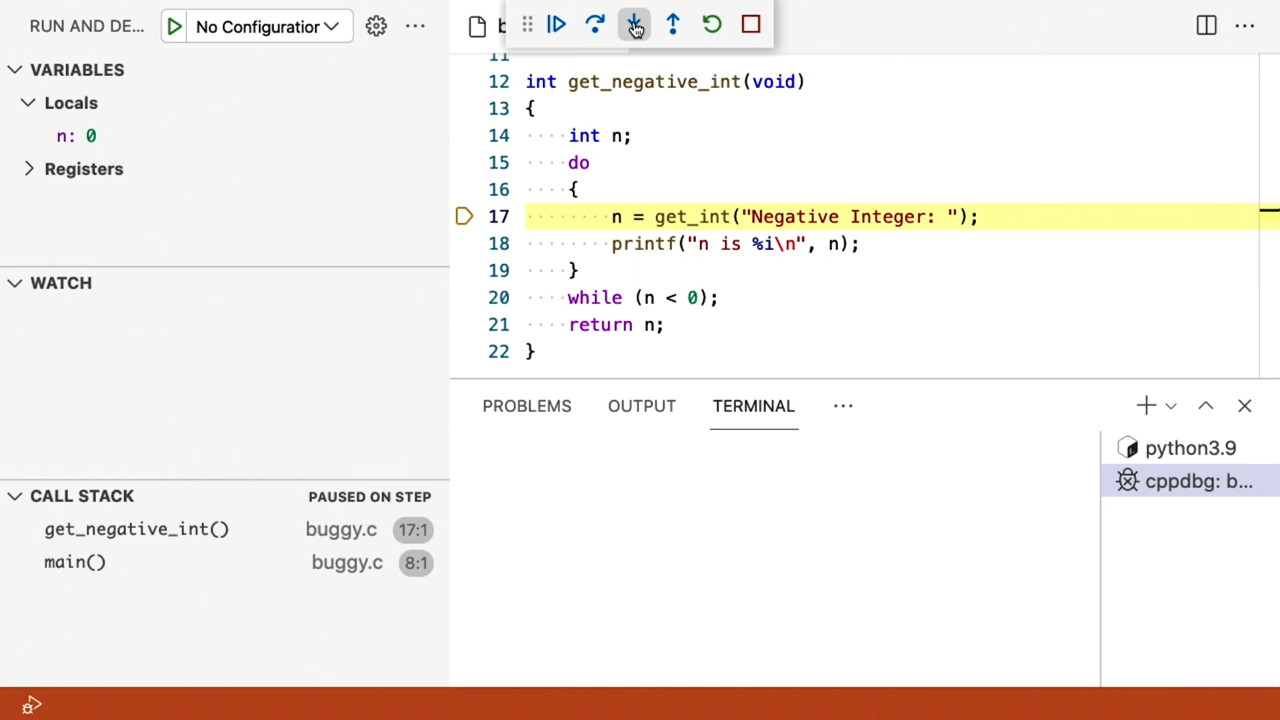 RUN AND DE...
No Configuratior
VARIABLES
Locals
n: 0
Registers
WATCH
CALL STACK
PAUSED ON STEP
get_negative_int()
buggy.c
17:1
main()
buggy.c
8:1
b
11
12 int get_negative_int(void)
13 {
14 ····int n;
15 ····do
16 ····{
17 ········n = get_int("Negative Integer: ");
18 ········printf("n is %i\n", n);
19 ····}
20 ····while (n < 0);
21 ····return n;
22 }
PROBLEMS
OUTPUT
TERMINAL
python3.9
cppdbg: b...